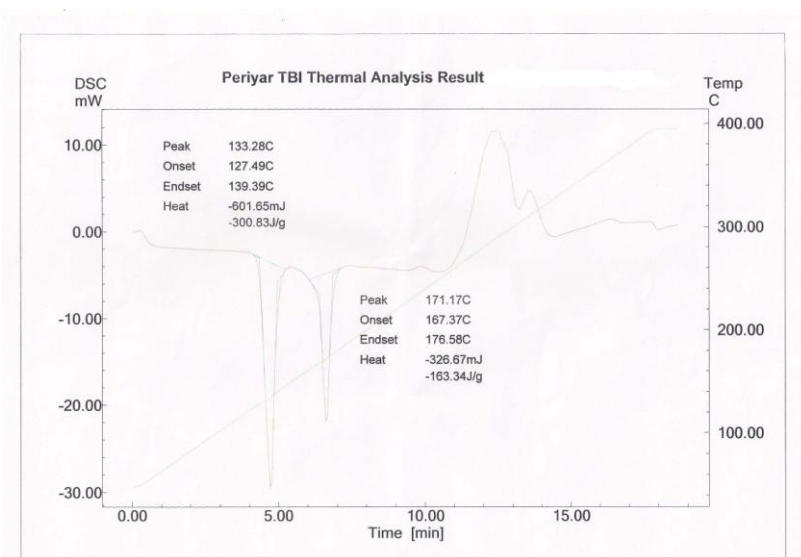 Periyar TBI Thermal Analysis Result
DSC
mW
Temp
C
10.00
0.00
-10.00
-20.00
-30.00
400.00
300.00
200.00
100.00
Peak 133.28C
Onset 127.49C
Endset 139.39C
Heat -601.65mJ
-300.83J/g
Peak 171.17C
Onset 167.37C
Endset 176.58C
Heat -326.67mJ
-163.34J/g
0.00 5.00 10.00 15.00
Time [min]